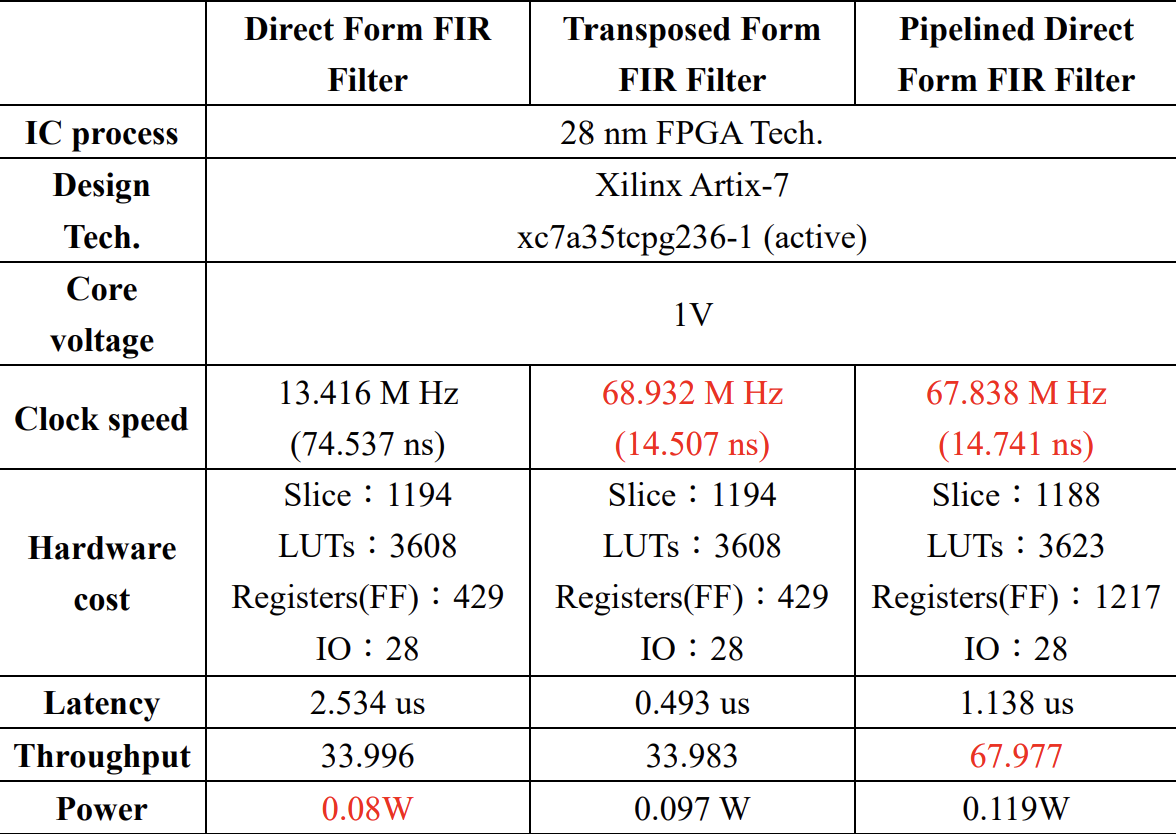 Direct Form FIR
Filter
Transposed Form
FIR Filter
Pipelined Direct
Form FIR Filter
IC process
28 nm FPGA Tech.
Design
Tech.
Xilinx Artix-7
xc7a35tcpg236-1 (active)
Core
voltage
1V
Clock speed
13.416 M Hz
(74.537 ns)
68.932 M Hz
(14.507 ns)
67.838 M Hz
(14.741 ns)
Hardware
cost
Slice：1194
LUTs：3608
Registers(FF)：429
IO：28
Slice：1194
LUTs：3608
Registers(FF)：429
IO：28
Slice：1188
LUTs：3623
Registers(FF)：1217
IO：28
Latency
2.534 us
0.493 us
1.138 us
Throughput
33.996
33.983
67.977
Power
0.08W
0.097 W
0.119W